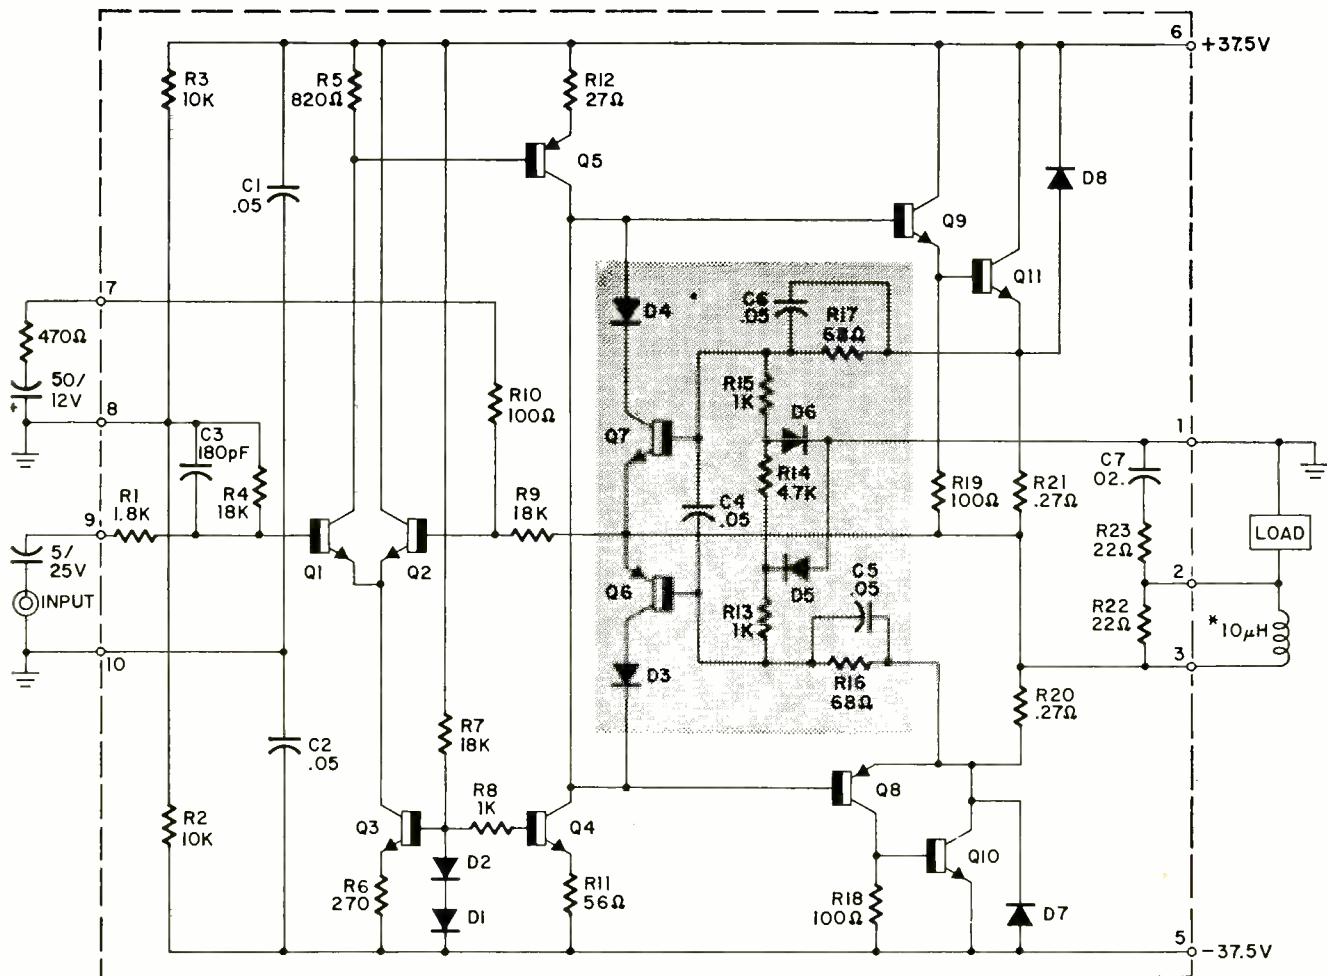 6
+37.5V
R3
10K
R5
820Ω
R12
27Ω
Q5
D8
C1
.05
Q9
Q11
7
D4
C6
.05
R17
68Ω
470Ω
50/
12V
+
R10
100Ω
R15
1K
D6
8
C3
180pF
R4
18K
Q7
1
R14
4.7K
C7
02.
R19
100Ω
R21
.27Ω
9
R1
1.8K
R9
18K
C4
.05
LOAD
5/
25V
Q1
Q2
R23
22Ω
D5
C5
.05
2
INPUT
Q6
R13
1K
R22
22Ω
*10μH
10
D3
R16
68Ω
3
R20
.27Ω
R7
18K
C2
.05
R8
1K
Q8
R2
10K
Q3
Q4
D2
Q10
R6
270
R11
56Ω
R18
100Ω
D1
D7
5
-37.5V